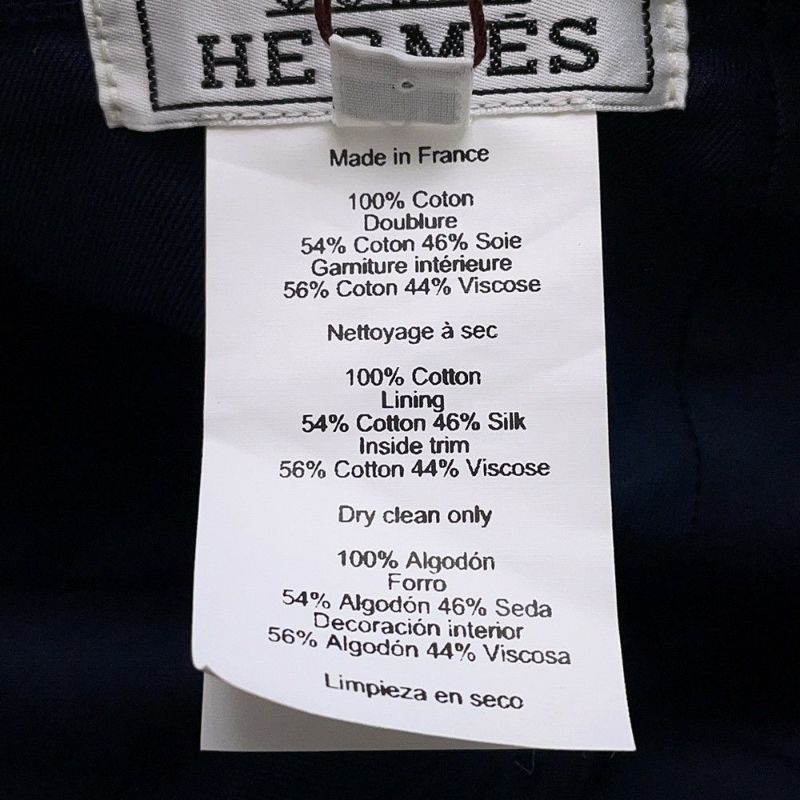 HERMÈS
Made in France
100% Coton
Doublure
54% Coton 46% Soie
Garniture intérieure
56% Coton 44% Viscose
Nettoyage à sec
100% Cotton
Lining
54% Cotton 46% Silk
Inside trim
56% Cotton 44% Viscose
Dry clean only
100% Algodón
Forro
54% Algodón 46% Seda
Decoración interior
56% Algodón 44% Viscosa
Limpieza en seco